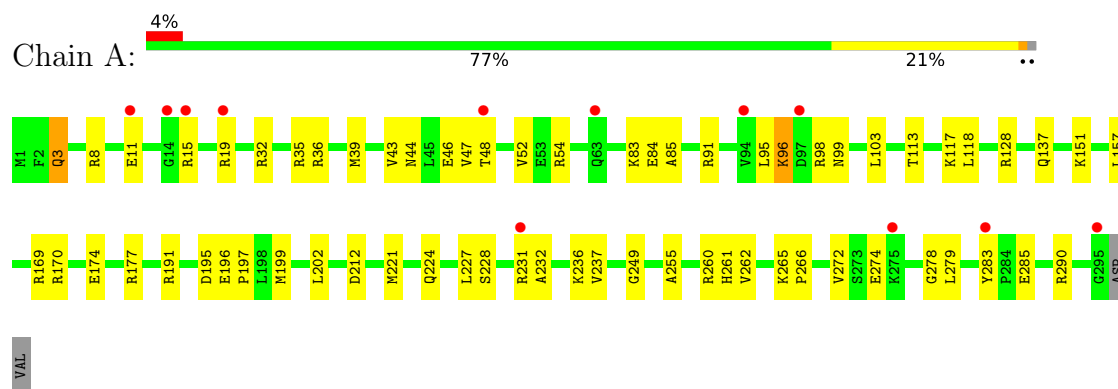 4%
Chain A:
77% 21% ••
M1 F2 Q3 R8 E11 G14 R15 R19 R32 R35 R36 M39 V43 N44 L45 E46 V47 T48 V52 E53 R54 Q63 K83 E84 A85 R91 V94 L95 K96 D97 R98 N99 L103 T113 K117 L118 R128 Q137 K151 L157
R169 R170 E174 R177 R191 D195 E196 P197 L198 M199 L202 D212 M221 Q224 L227 S228 R231 A232 K236 V237 G249 A255 R260 H261 V262 K265 P266 V272 S273 E274 K275 G278 L279 Y283 P284 E285 R290 G295 ASP
VAL